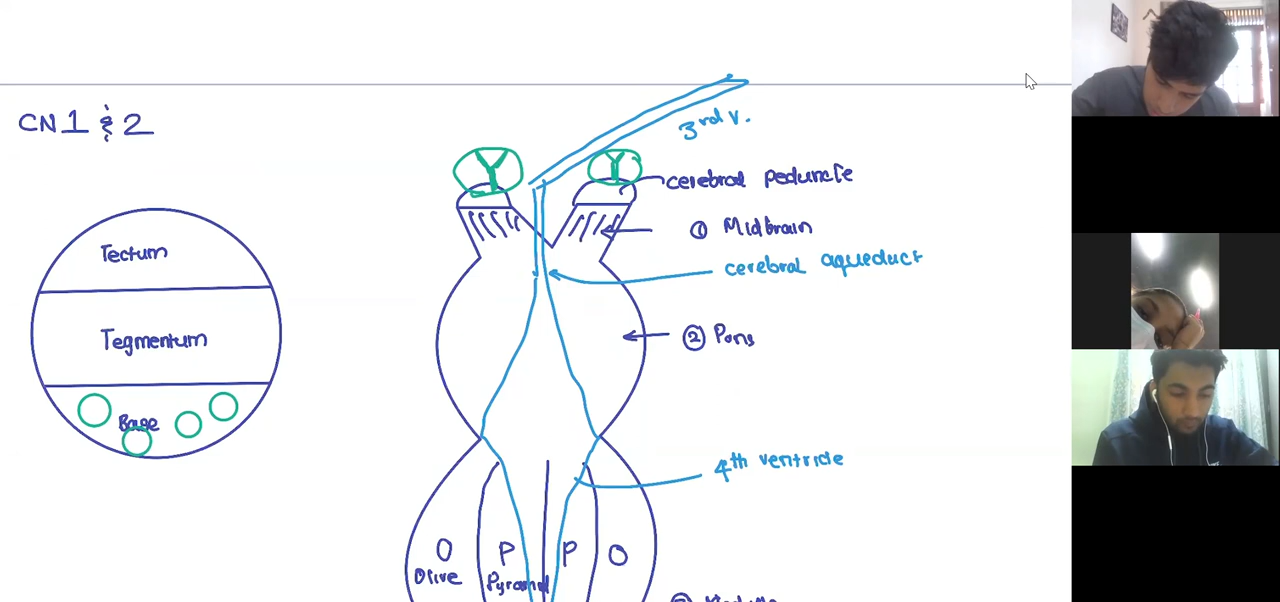 CN 1 & 2
3rd v.
cerebral peduncle
① Midbrain
Tectum
cerebral aqueduct
Tegmentum
② Pons
Base
4th ventricle
O P P O
Olive Pyramid